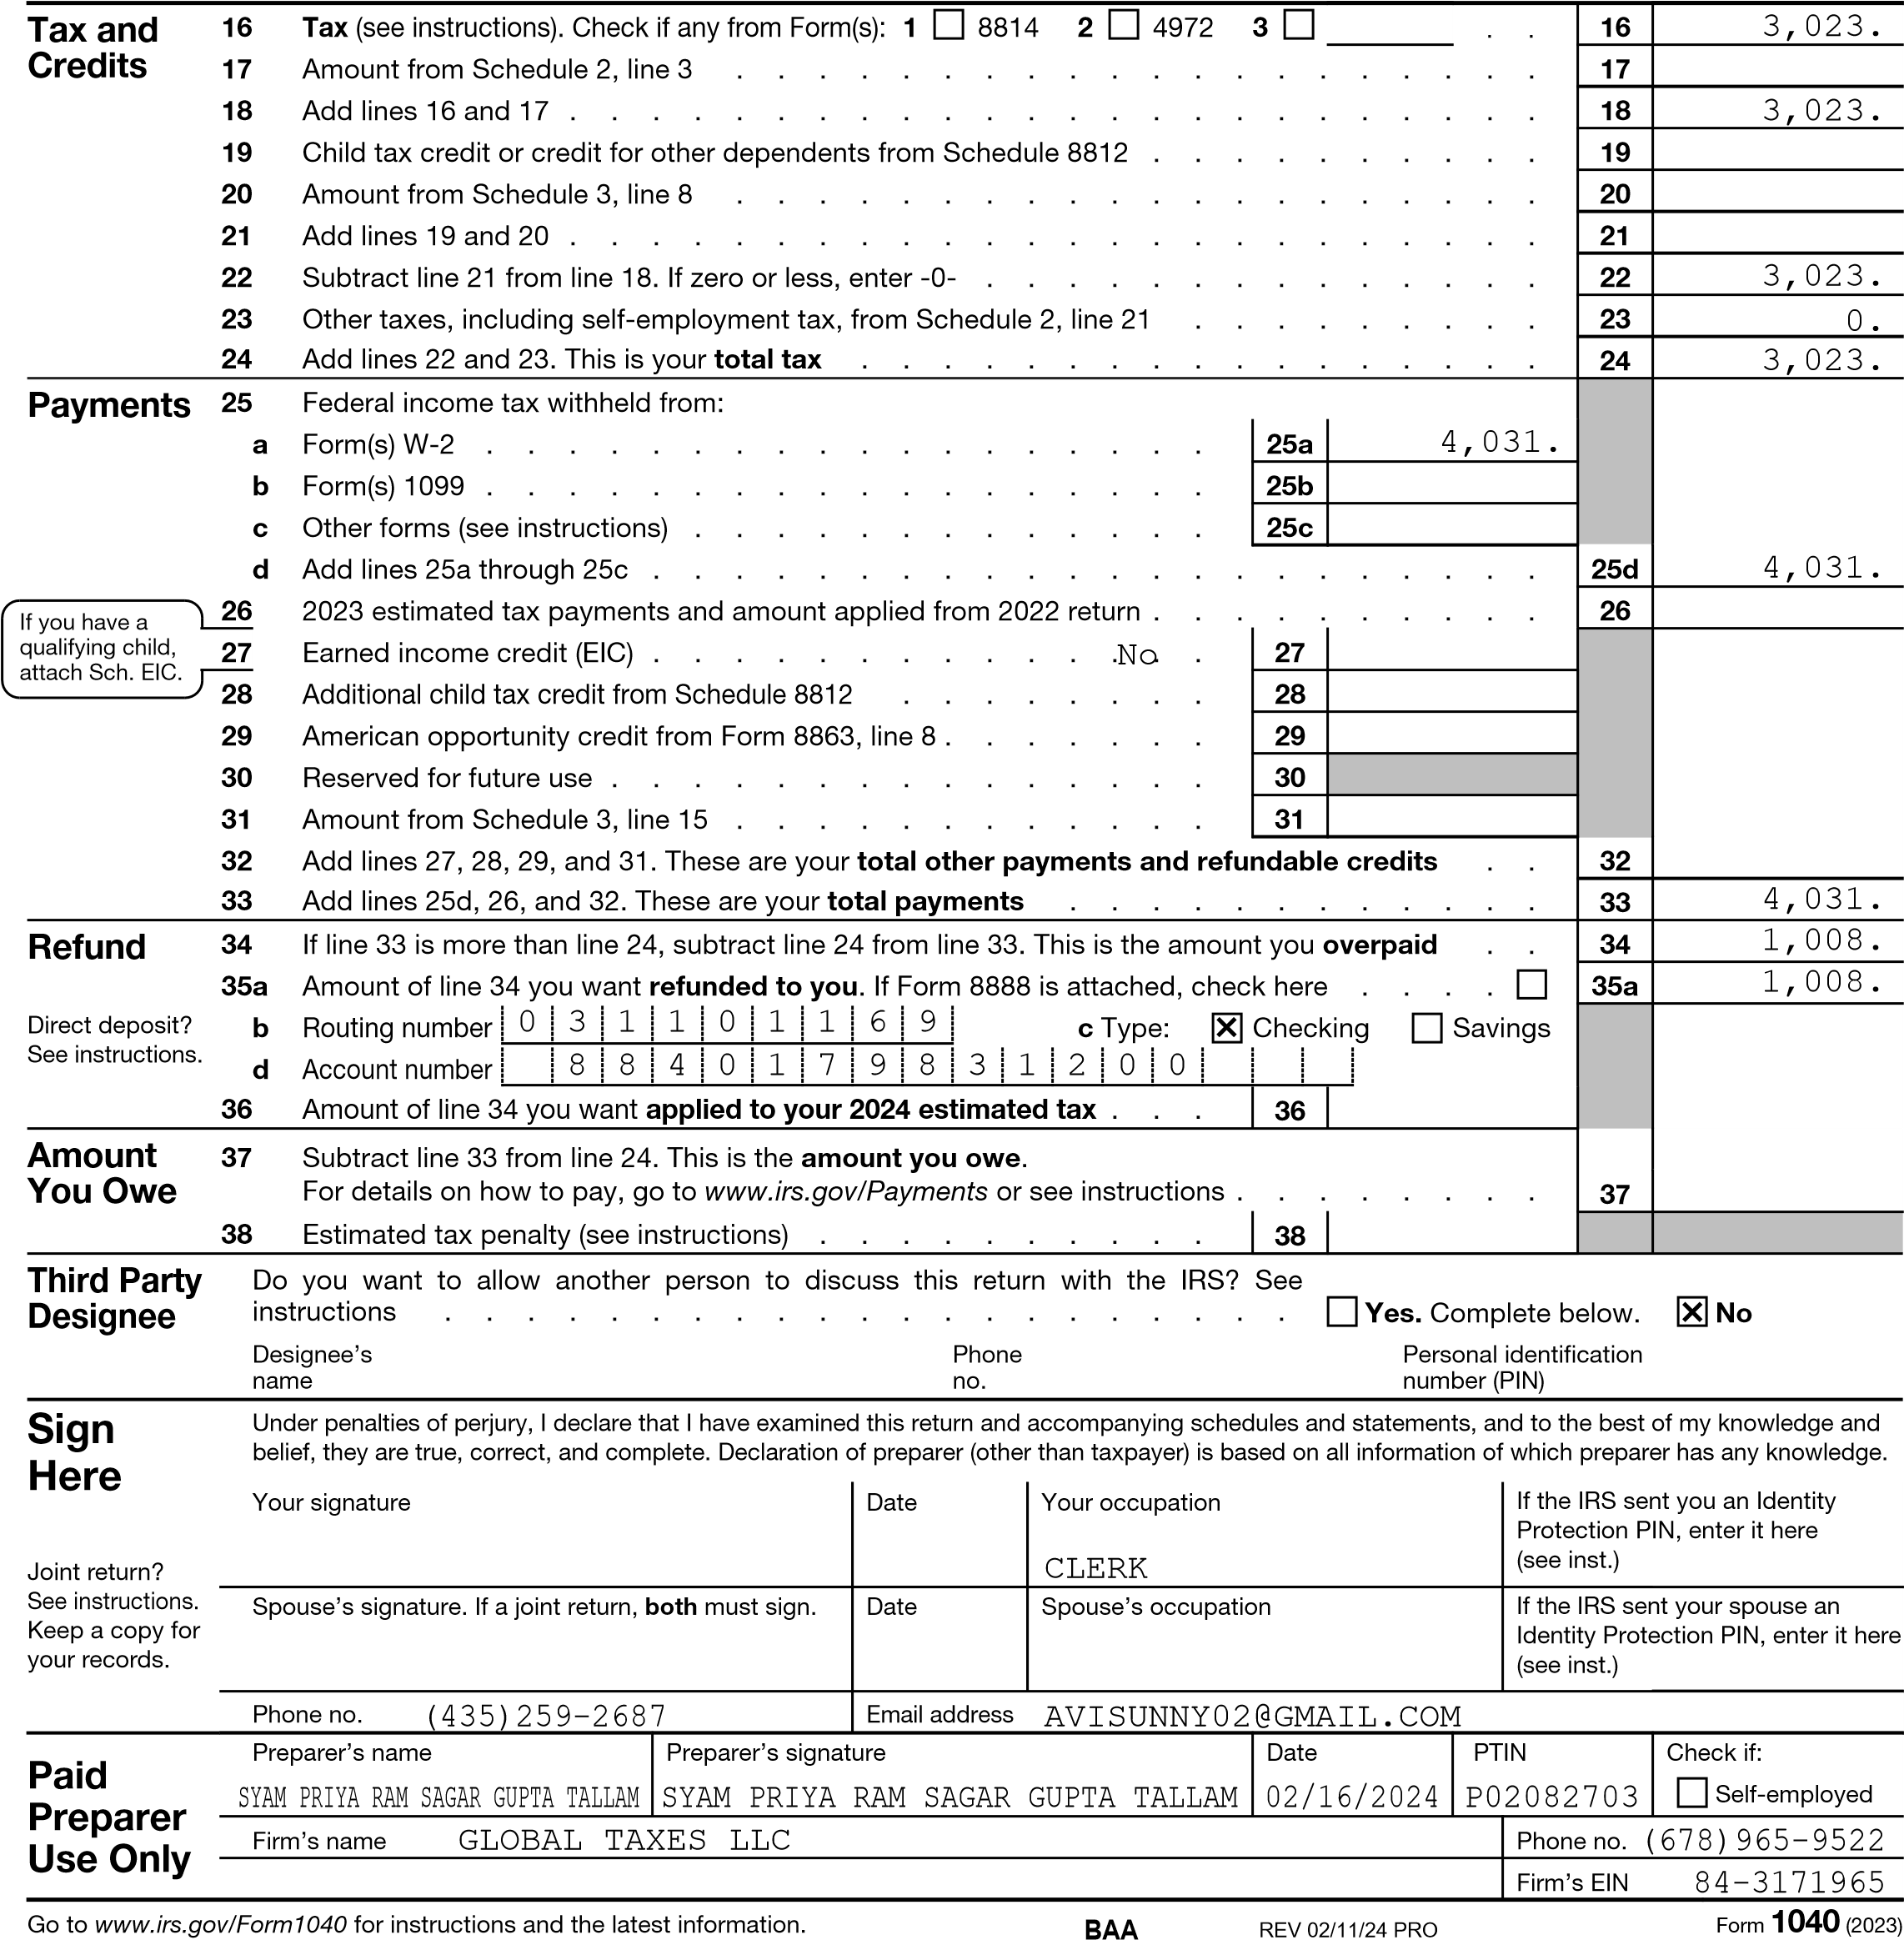 Tax and Credits
16 Tax (see instructions). Check if any from Form(s): 1 8814 2 4972 3 . . 16 3,023.
17 Amount from Schedule 2, line 3 17
18 Add lines 16 and 17 18 3,023.
19 Child tax credit or credit for other dependents from Schedule 8812 19
20 Amount from Schedule 3, line 8 20
21 Add lines 19 and 20 21
22 Subtract line 21 from line 18. If zero or less, enter -0- 22 3,023.
23 Other taxes, including self-employment tax, from Schedule 2, line 21 23 0.
24 Add lines 22 and 23. This is your total tax 24 3,023.
Payments 25 Federal income tax withheld from:
a Form(s) W-2 25a 4,031.
b Form(s) 1099 25b
c Other forms (see instructions) 25c
d Add lines 25a through 25c 25d 4,031.
If you have a qualifying child, attach Sch. EIC.
26 2023 estimated tax payments and amount applied from 2022 return 26
27 Earned income credit (EIC) No 27
28 Additional child tax credit from Schedule 8812 28
29 American opportunity credit from Form 8863, line 8 29
30 Reserved for future use 30
31 Amount from Schedule 3, line 15 31
32 Add lines 27, 28, 29, and 31. These are your total other payments and refundable credits 32
33 Add lines 25d, 26, and 32. These are your total payments 33 4,031.
Refund 34 If line 33 is more than line 24, subtract line 24 from line 33. This is the amount you overpaid 34 1,008.
35a Amount of line 34 you want refunded to you. If Form 8888 is attached, check here 35a 1,008.
Direct deposit? See instructions.
b Routing number 0 3 1 1 0 1 1 6 9 c Type: X Checking Savings
d Account number 8 8 4 0 1 7 9 8 3 1 2 0 0
36 Amount of line 34 you want applied to your 2024 estimated tax 36
Amount You Owe
37 Subtract line 33 from line 24. This is the amount you owe.
For details on how to pay, go to www.irs.gov/Payments or see instructions 37
38 Estimated tax penalty (see instructions) 38
Third Party Designee
Do you want to allow another person to discuss this return with the IRS? See
instructions Yes. Complete below. X No
Designee's name Phone no. Personal identification number (PIN)
Sign Here
Under penalties of perjury, I declare that I have examined this return and accompanying schedules and statements, and to the best of my knowledge and
belief, they are true, correct, and complete. Declaration of preparer (other than taxpayer) is based on all information of which preparer has any knowledge.
Joint return?
See instructions.
Keep a copy for
your records.
Your signature Date Your occupation If the IRS sent you an Identity Protection PIN, enter it here (see inst.)
CLERK
Spouse's signature. If a joint return, both must sign. Date Spouse's occupation If the IRS sent your spouse an Identity Protection PIN, enter it here (see inst.)
Phone no. (435)259-2687 Email address AVISUNNY02@GMAIL.COM
Paid Preparer Use Only
Preparer's name Preparer's signature Date PTIN Check if:
SYAM PRIYA RAM SAGAR GUPTA TALLAM SYAM PRIYA RAM SAGAR GUPTA TALLAM 02/16/2024 P02082703 Self-employed
Firm's name GLOBAL TAXES LLC Phone no. (678)965-9522
Firm's EIN 84-3171965
Go to www.irs.gov/Form1040 for instructions and the latest information. BAA REV 02/11/24 PRO Form 1040 (2023)